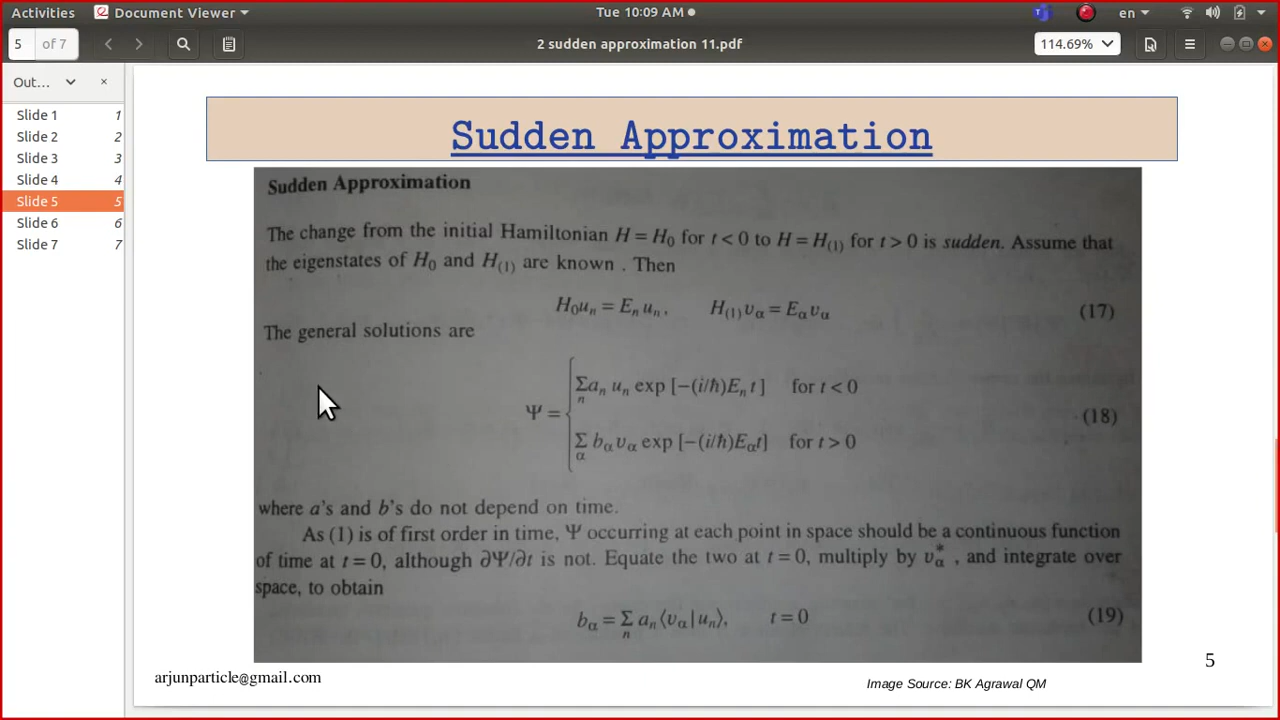 Activities Document Viewer Tue 10:09 AM en
5 of 7 2 sudden approximation 11.pdf 114.69%
Out...
Slide 1 1
Slide 2 2
Slide 3 3
Slide 4 4
Slide 5 5
Slide 6 6
Slide 7 7
Sudden Approximation
Sudden Approximation
The change from the initial Hamiltonian H = H₀ for t < 0 to H = H₍₁₎ for t > 0 is sudden. Assume that
the eigenstates of H₀ and H₍₁₎ are known . Then
H₀uₙ = Eₙ uₙ, H₍₁₎υ_α = E_α υ_α (17)
The general solutions are
Ψ = { Σₙ aₙ uₙ exp [−(i/ħ)Eₙ t ] for t < 0
Σ_α b_α υ_α exp [−(i/ħ)E_α t] for t > 0 (18)
where a's and b's do not depend on time.
As (1) is of first order in time, Ψ occurring at each point in space should be a continuous function
of time at t = 0, although ∂Ψ/∂t is not. Equate the two at t = 0, multiply by υ*_α , and integrate over
space, to obtain
b_α = Σₙ aₙ ⟨υ_α | uₙ⟩, t = 0 (19)
arjunparticle@gmail.com
Image Source: BK Agrawal QM
5